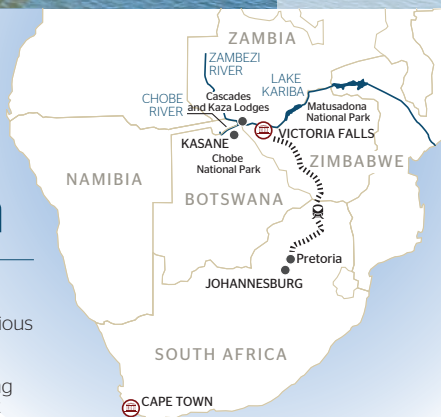 ZAMBIA
ZAMBEZI
RIVER
LAKE
KARIBA
CHOBE
RIVER
Cascades
and Kaza Lodges
Matusadona
National Park
VICTORIA FALLS
KASANE
Chobe
National Park
ZIMBABWE
NAMIBIA
BOTSWANA
Pretoria
JOHANNESBURG
SOUTH AFRICA
CAPE TOWN